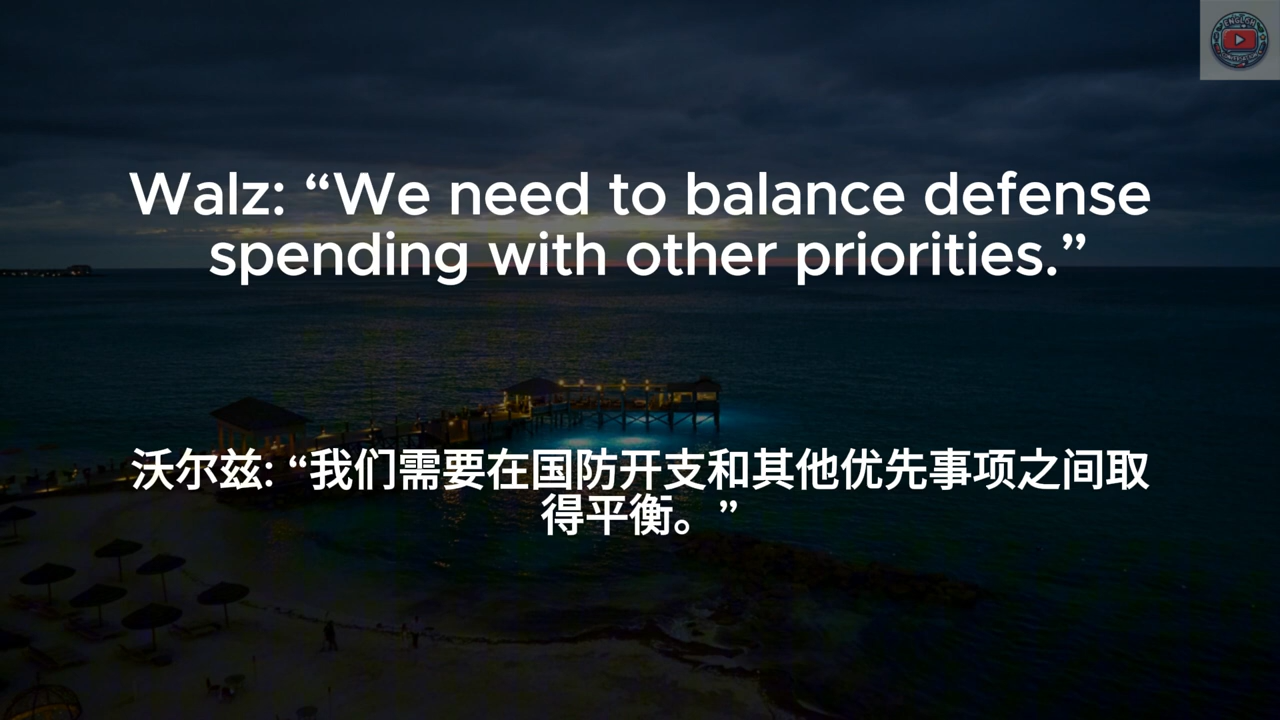 Walz: “We need to balance defense
spending with other priorities.”
沃尔兹: “我们需要在国防开支和其他优先事项之间取
得平衡。”